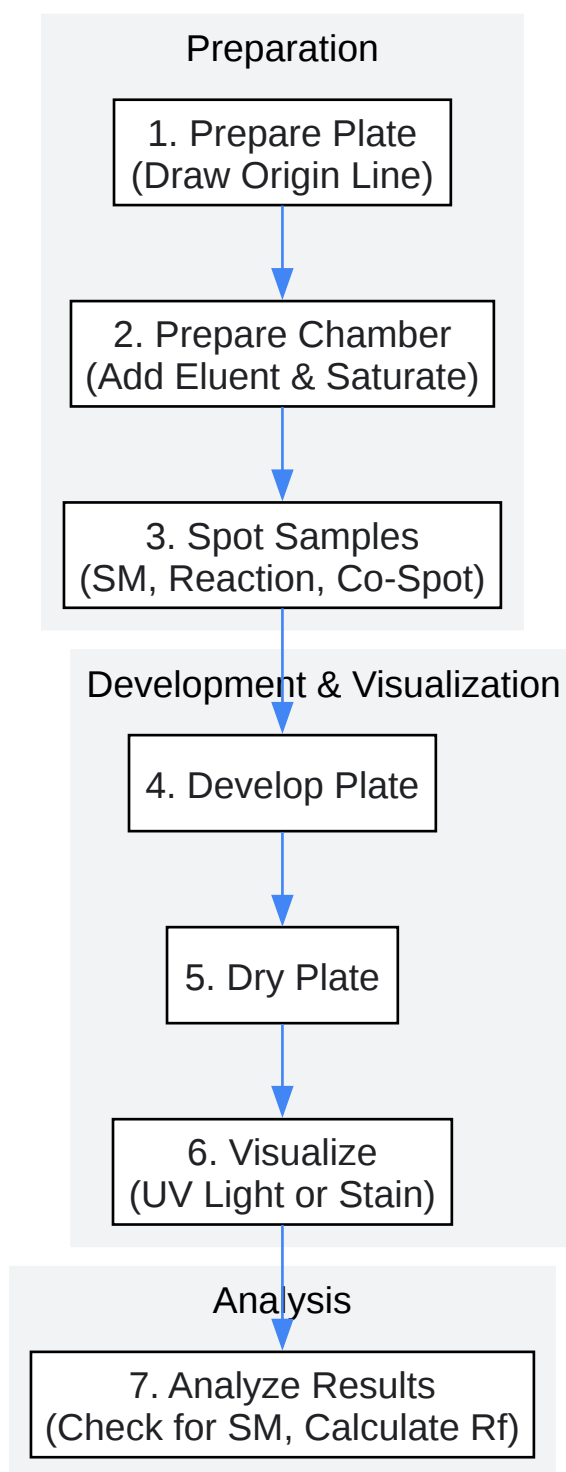 Preparation
1. Prepare Plate
(Draw Origin Line)
2. Prepare Chamber
(Add Eluent & Saturate)
3. Spot Samples
(SM, Reaction, Co-Spot)
Development & Visualization
4. Develop Plate
5. Dry Plate
6. Visualize
(UV Light or Stain)
Analysis
7. Analyze Results
(Check for SM, Calculate Rf)